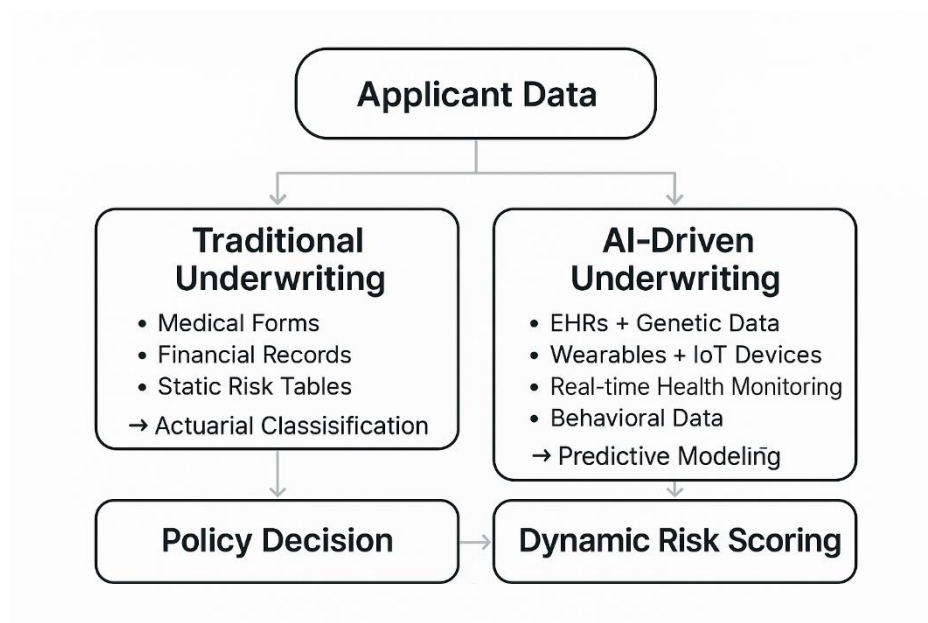 Applicant Data
Traditional
Underwriting
• Medical Forms
• Financial Records
• Static Risk Tables
→ Actuarial Classisification
AI-Driven
Underwriting
• EHRs + Genetic Data
• Wearables + IoT Devices
• Real-time Health Monitoring
• Behavioral Data
→ Predictive Modeling
Policy Decision
Dynamic Risk Scoring